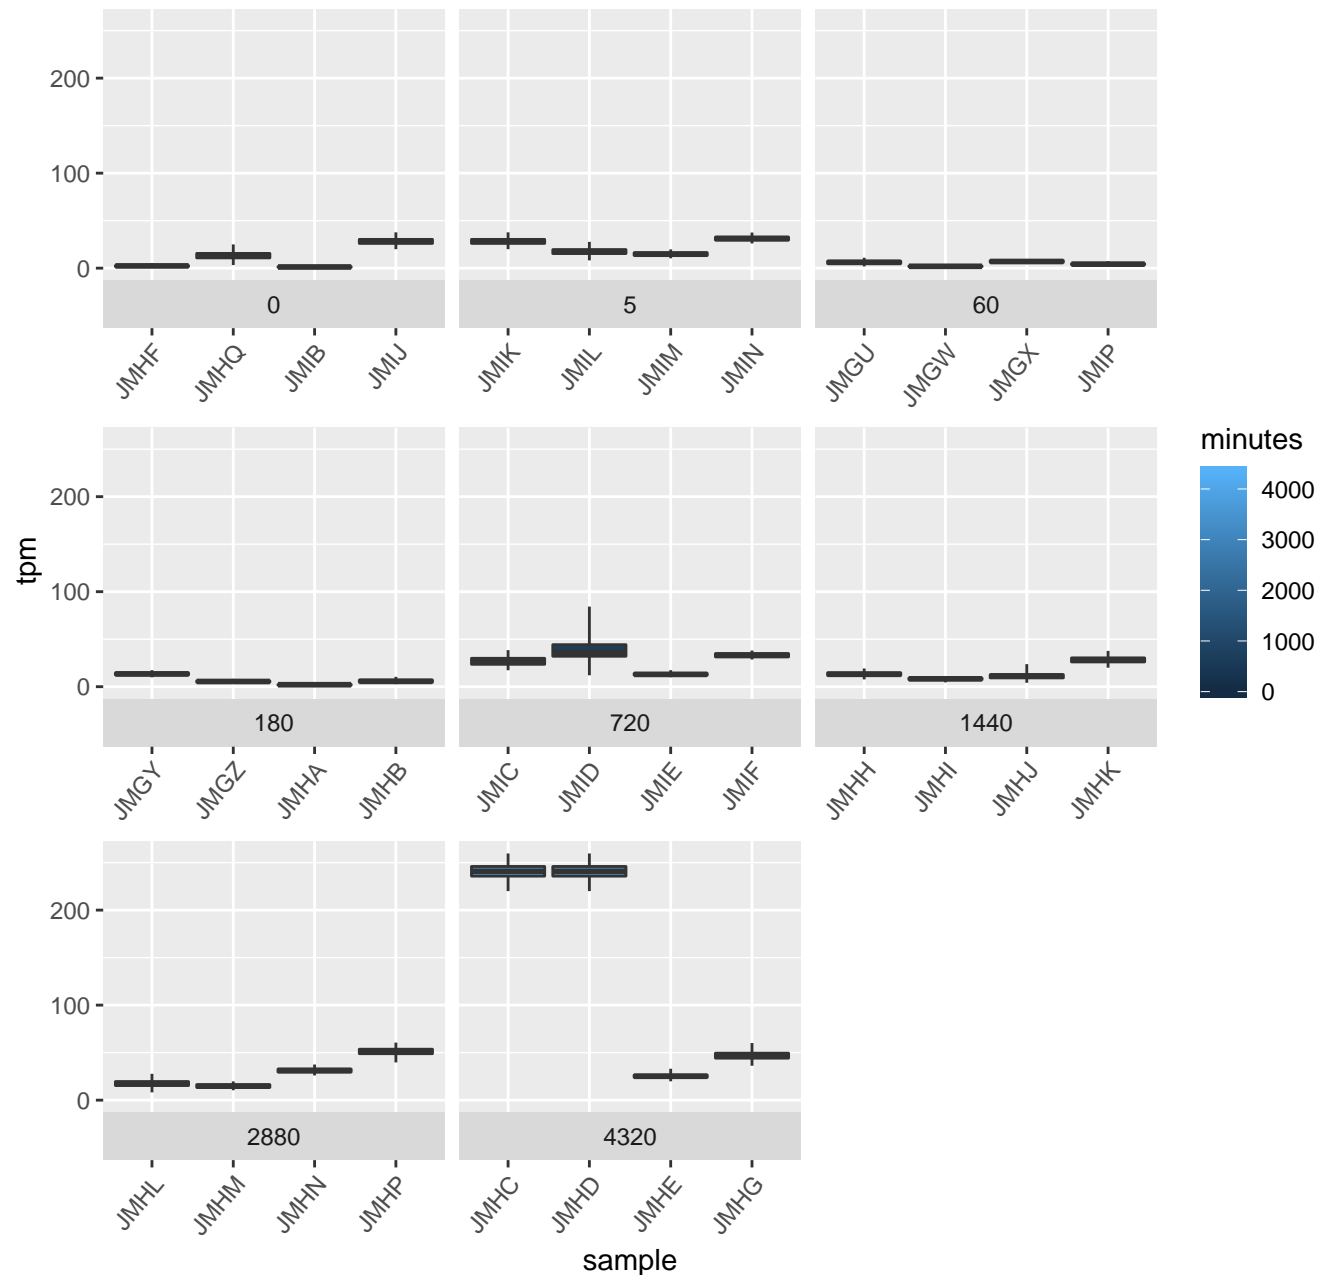 200
100
0
0
5
60
JMHF
JMHQ
JMIB
JMIJ
JMIK
JMIL
JMIM
JMIN
JMGU
JMGW
JMGX
JMIP
tpm
200
100
0
180
720
1440
JMGY
JMGZ
JMHA
JMHB
JMIC
JMID
JMIE
JMIF
JMHH
JMHI
JMHJ
JMHK
200
100
0
2880
4320
JMHL
JMHM
JMHN
JMHP
JMHC
JMHD
JMHE
JMHG
sample
minutes
4000
3000
2000
1000
0